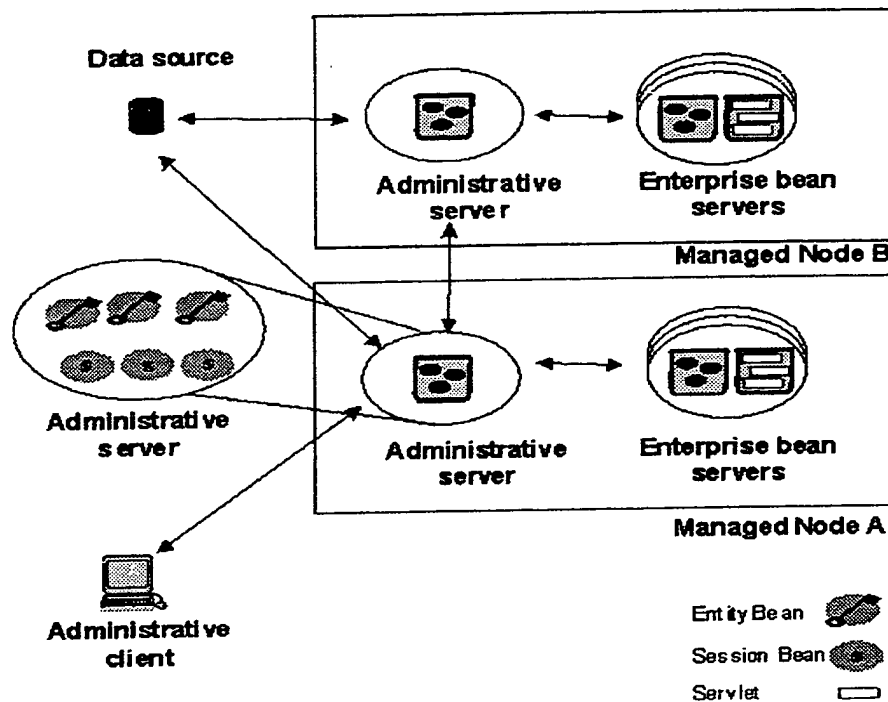 Data source
Administrative
server
Enterprise bean
servers
Managed Node B
Administrative
server
Administrative
server
Enterprise bean
servers
Managed Node A
Administrative
client
Entity Bean
Session Bean
S
Servlet
S S S